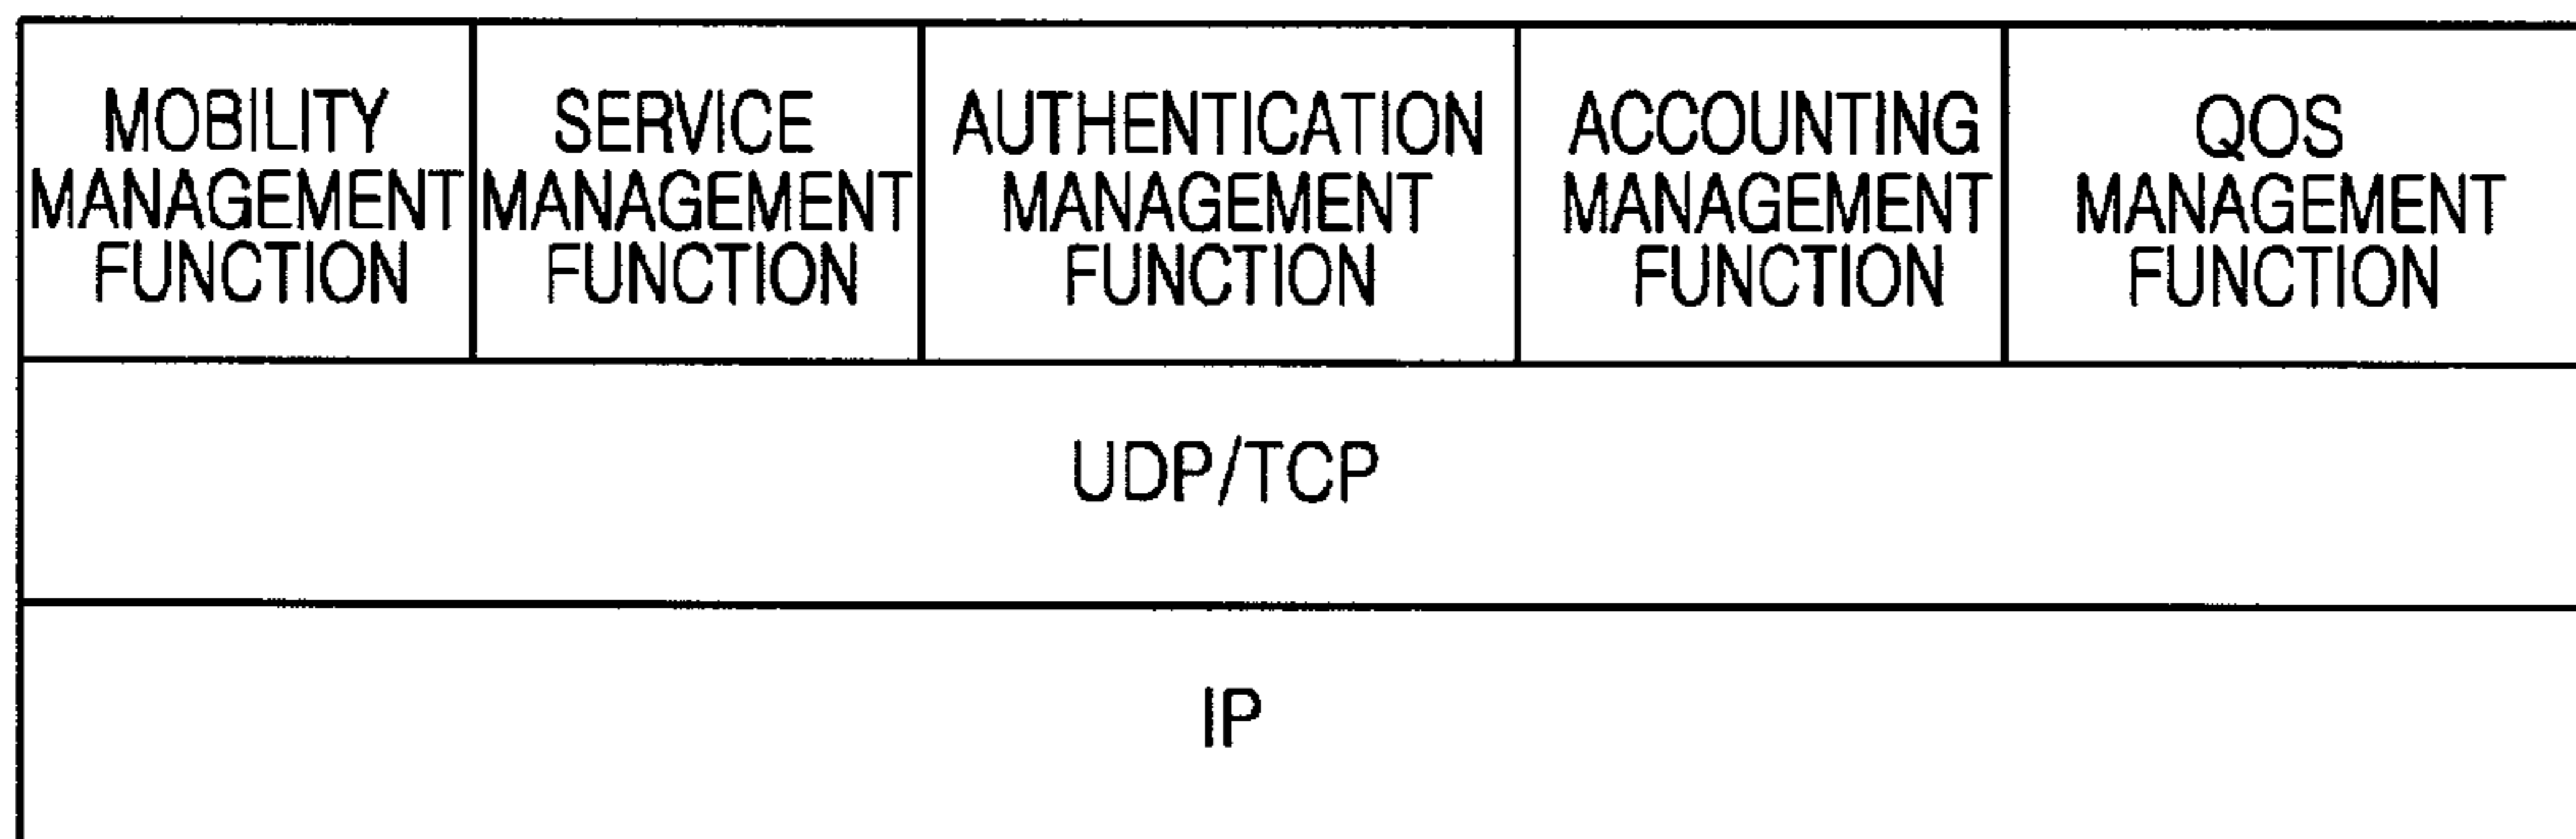 MOBILITY
MANAGEMENT
FUNCTION
SERVICE
MANAGEMENT
FUNCTION
AUTHENTICATION
MANAGEMENT
FUNCTION
ACCOUNTING
MANAGEMENT
FUNCTION
QOS
MANAGEMENT
FUNCTION
UDP/TCP
IP